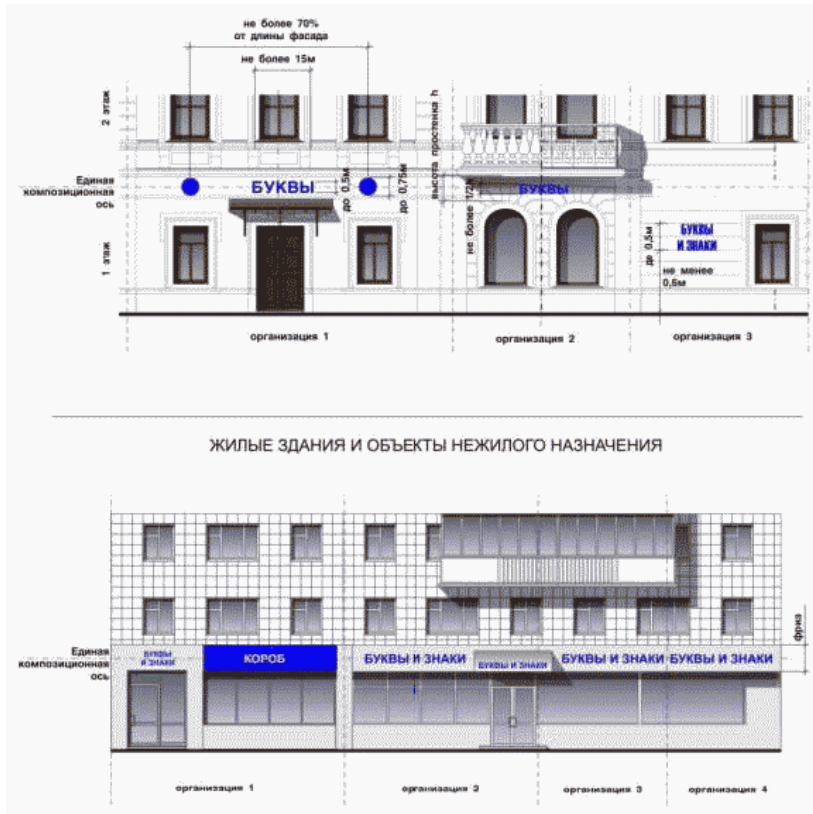 не более 70%
от длины фасада
не более 15м
2 этаж
высота простенка h
Единая
композиционная
ось
БУКВЫ
до 0,5м
до 0,75м
не более 1/2h
БУКВЫ
1 этаж
до 0,5м
БУКВЫ
И ЗНАКИ
не менее
0,5м
организация 1
организация 2
организация 3
ЖИЛЫЕ ЗДАНИЯ И ОБЪЕКТЫ НЕЖИЛОГО НАЗНАЧЕНИЯ
фриз
Единая
композиционная
ось
БУКВЫ
И ЗНАКИ
КОРОБ
БУКВЫ И ЗНАКИ
БУКВЫ И ЗНАКИ
БУКВЫ И ЗНАКИ
БУКВЫ И ЗНАКИ
организация 1
организация 2
организация 3
организация 4